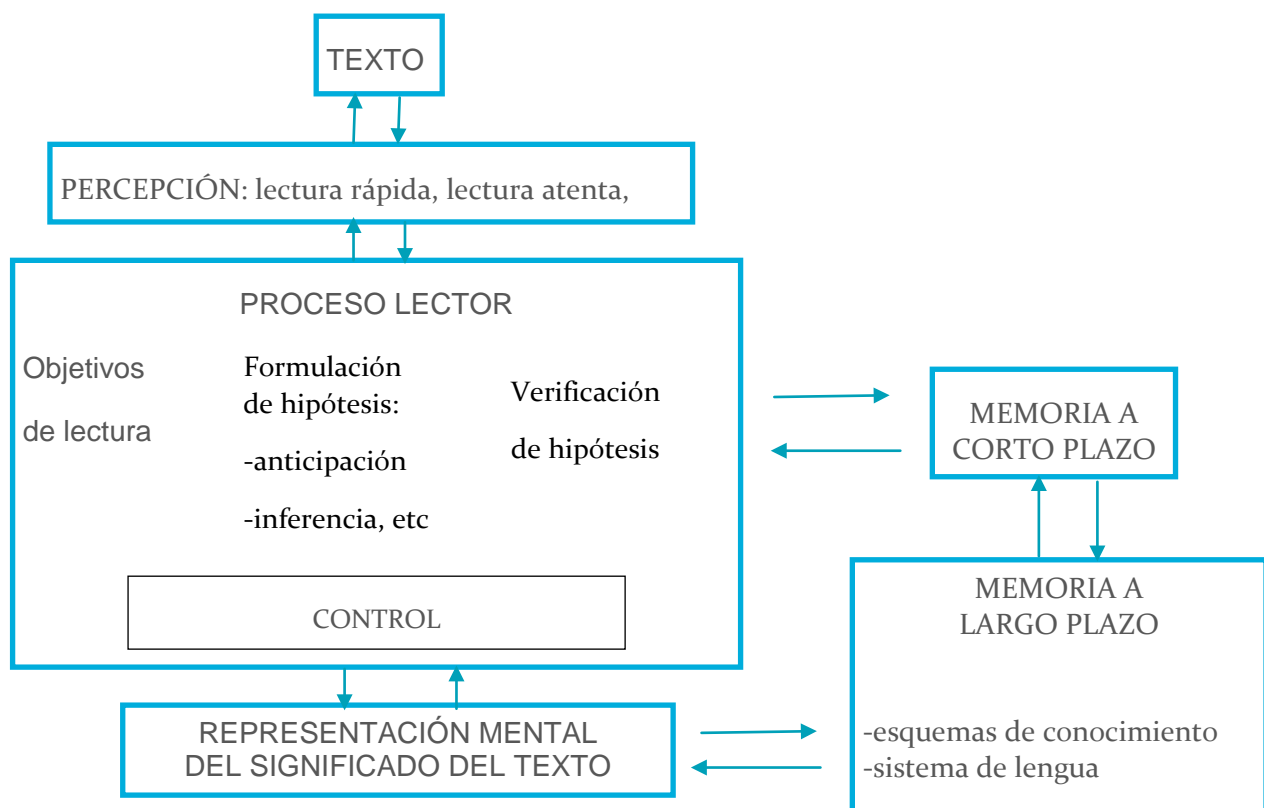 TEXTO
PERCEPCIÓN: lectura rápida, lectura atenta,
PROCESO LECTOR
Objetivos
de lectura
Formulación
de hipótesis:
-anticipación
-inferencia, etc
Verificación
de hipótesis
CONTROL
MEMORIA A
CORTO PLAZO
MEMORIA A
LARGO PLAZO
-esquemas de conocimiento
-sistema de lengua
REPRESENTACIÓN MENTAL
DEL SIGNIFICADO DEL TEXTO